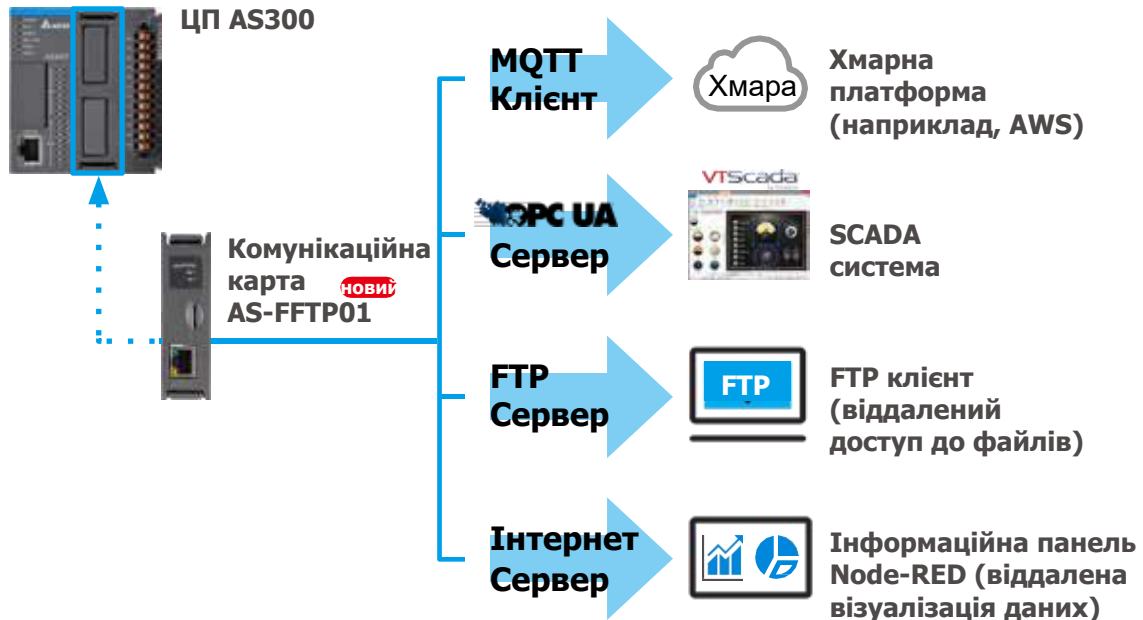 ЦП AS300
MQTT
Клієнт
Хмара
Хмарна
платформа
(наприклад, AWS)
VTScada
OPC UA
Сервер
SCADA
система
Комунікаційна
карта новий
AS-FFTP01
FTP
Сервер
FTP
FTP клієнт
(віддалений
доступ до файлів)
Інтернет
Сервер
Інформаційна панель
Node-RED (віддалена
візуалізація даних)